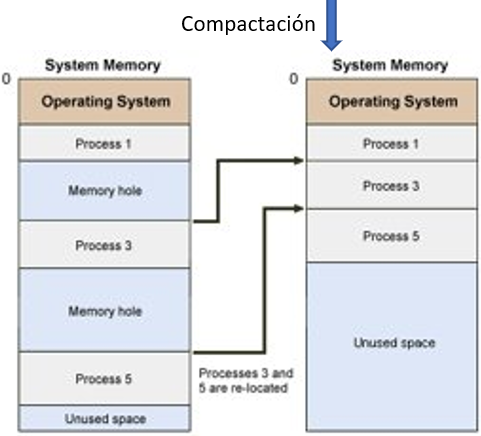 Compactación
System Memory
0
Operating System
Process 1
Memory hole
Process 3
Memory hole
Process 5
Unused space
Processes 3 and
5 are re-located
System Memory
0
Operating System
Process 1
Process 3
Process 5
Unused space